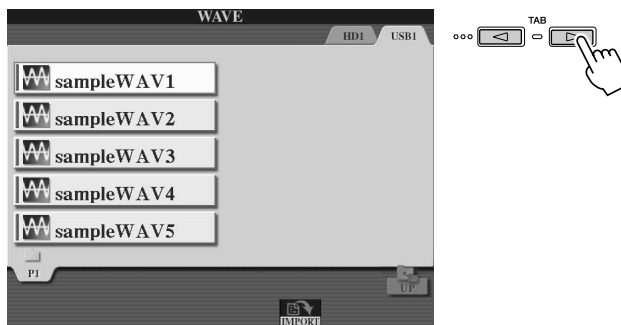 WAVE
HD1 USB1
TAB
sampleWAV1
sampleWAV2
sampleWAV3
sampleWAV4
sampleWAV5
P1
UP
IMPORT